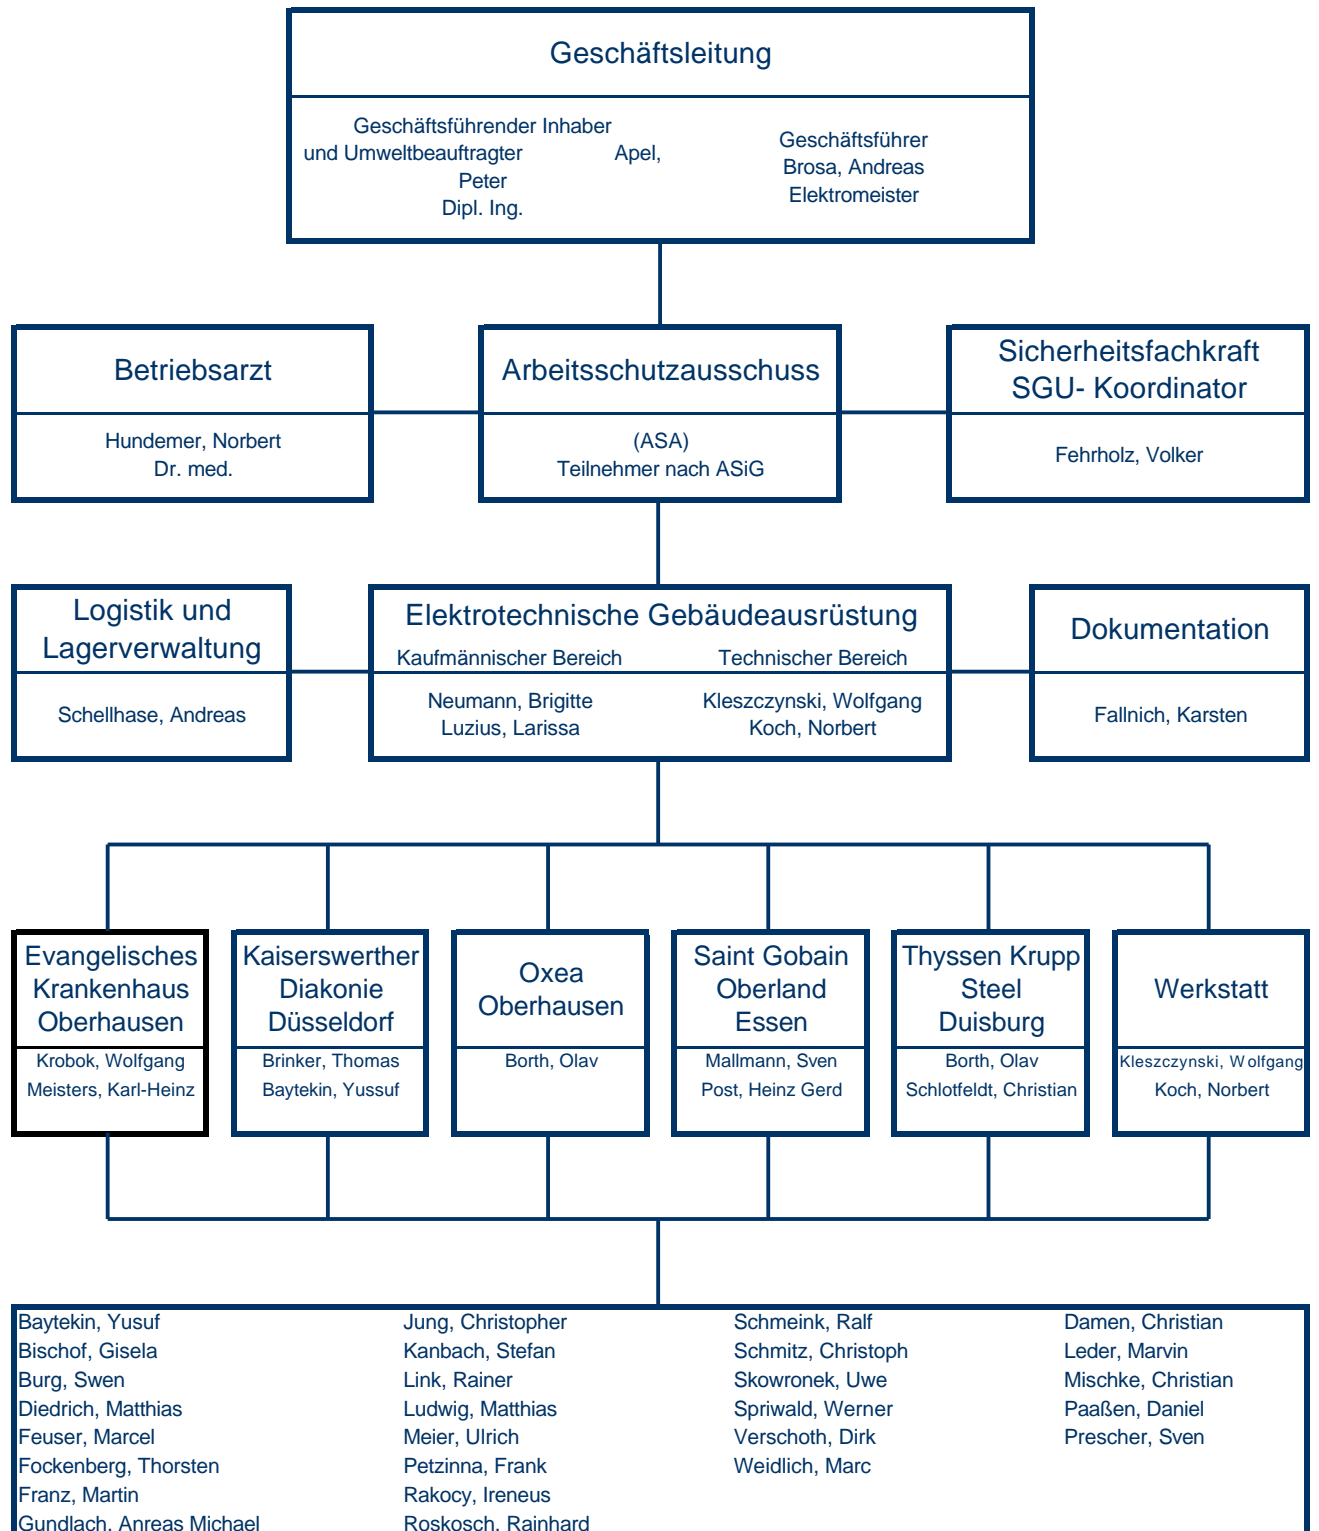 Geschäftsleitung
Geschäftsführender Inhaber
und Umweltbeauftragter Apel,
Peter
Dipl. Ing.
Geschäftsführer
Brosa, Andreas
Elektromeister
Betriebsarzt
Hundemer, Norbert
Dr. med.
Arbeitsschutzausschuss
(ASA)
Teilnehmer nach ASiG
Sicherheitsfachkraft
SGU- Koordinator
Fehrholz, Volker
Logistik und
Lagerverwaltung
Schellhase, Andreas
Elektrotechnische Gebäudeausrüstung
Kaufmännischer Bereich
Neumann, Brigitte
Luzius, Larissa
Technischer Bereich
Kleszczynski, Wolfgang
Koch, Norbert
Dokumentation
Fallnich, Karsten
Evangelisches
Krankenhaus
Oberhausen
Krobok, Wolfgang
Meisters, Karl-Heinz
Kaiserswerther
Diakonie
Düsseldorf
Brinker, Thomas
Baytekin, Yussuf
Oxea
Oberhausen
Borth, Olav
Saint Gobain
Oberland
Essen
Mallmann, Sven
Post, Heinz Gerd
Thyssen Krupp
Steel
Duisburg
Borth, Olav
Schlotfeldt, Christian
Werkstatt
Kleszczynski, Wolfgang
Koch, Norbert
Baytekin, Yusuf
Bischof, Gisela
Burg, Swen
Diedrich, Matthias
Feuser, Marcel
Fockenberg, Thorsten
Franz, Martin
Gundlach, Anreas Michael
Jung, Christopher
Kanbach, Stefan
Link, Rainer
Ludwig, Matthias
Meier, Ulrich
Petzinna, Frank
Rakocy, Ireneus
Roskosch, Rainhard
Schmeink, Ralf
Schmitz, Christoph
Skowronek, Uwe
Spriwald, Werner
Verschoth, Dirk
Weidlich, Marc
Damen, Christian
Leder, Marvin
Mischke, Christian
Paaßen, Daniel
Prescher, Sven